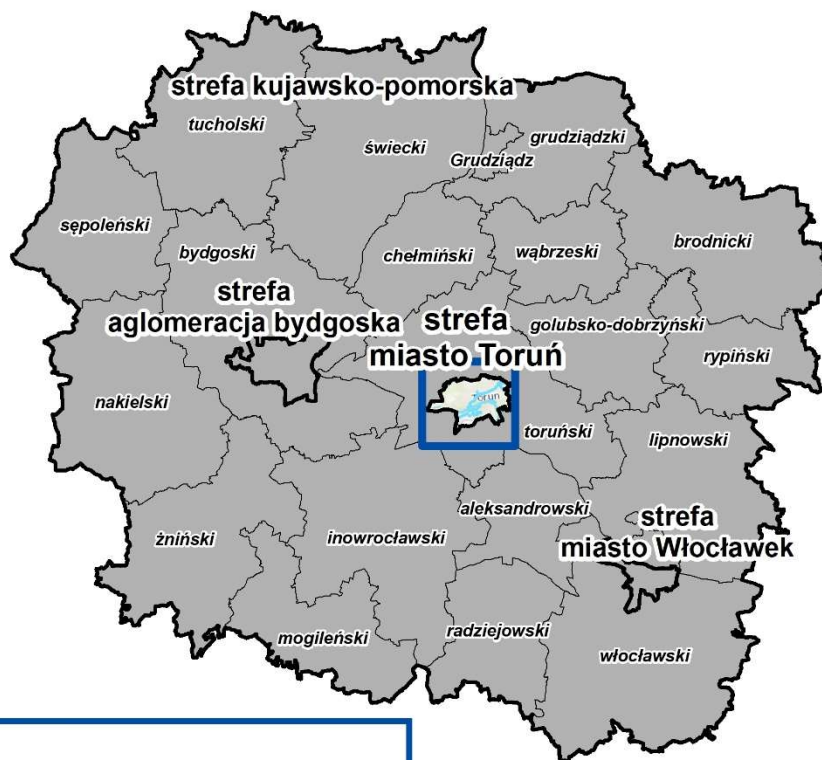 strefa kujawsko-pomorska
tucholski
świecki
grudziądzki
Grudziądz
sępoleński
bydgoski
chełmiński
wąbrzeski
brodnicki
strefa
aglomeracja bydgoska
strefa
miasto Toruń
golubsko-dobrzyński
rypiński
nakielski
Toruń
toruński
lipnowski
aleksandrowski
strefa
miasto Włocławek
żniński
inowrocławski
mogileński
radziejowski
włocławski